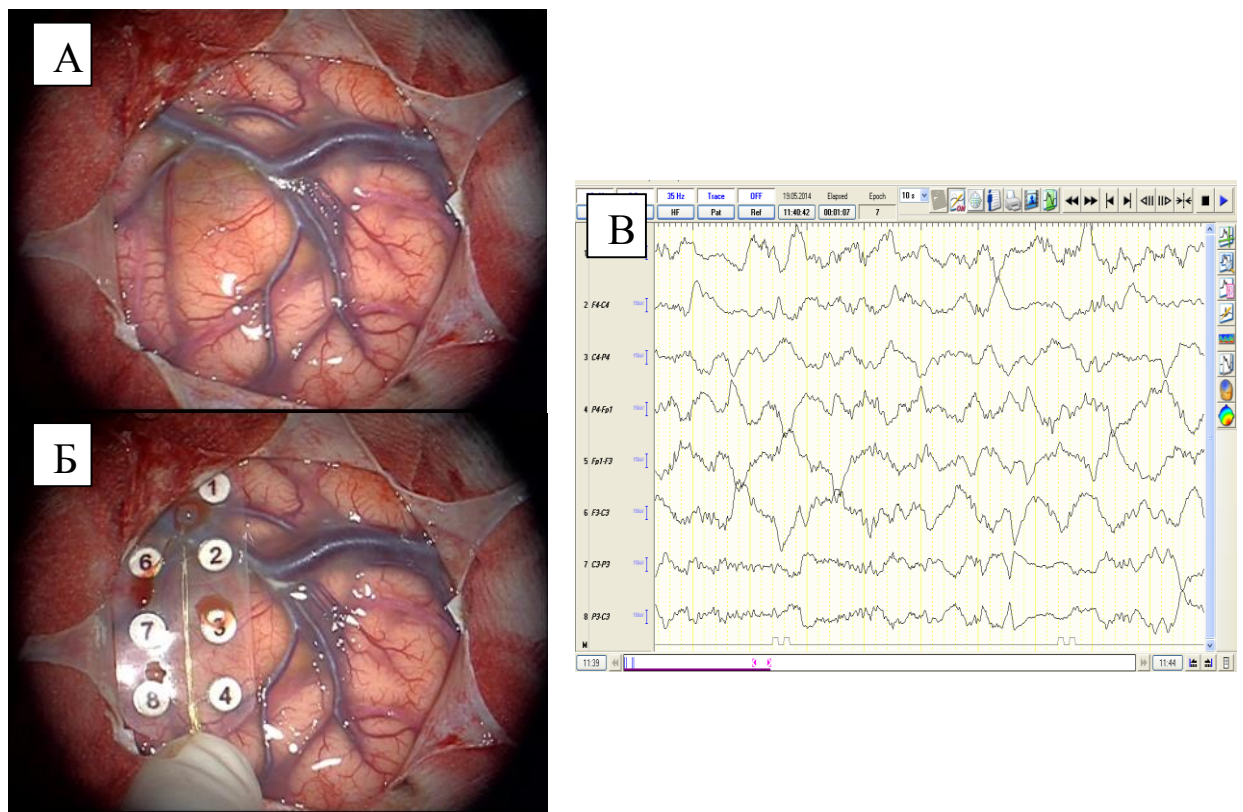 А
Б
1
2
6
3
7
4
8
В
35 Hz
Trace
OFF
19.05.2014
Elapsed
Epoch
10 s
HF
Pat
Ref
11:40:42
00:01:07
7
ON
2 F4-C4
3 C4-P4
4 P4-Fp1
5 Fp1-F3
6 F3-C3
7 C3-P3
8 P3-C3
M
11:39
11:44